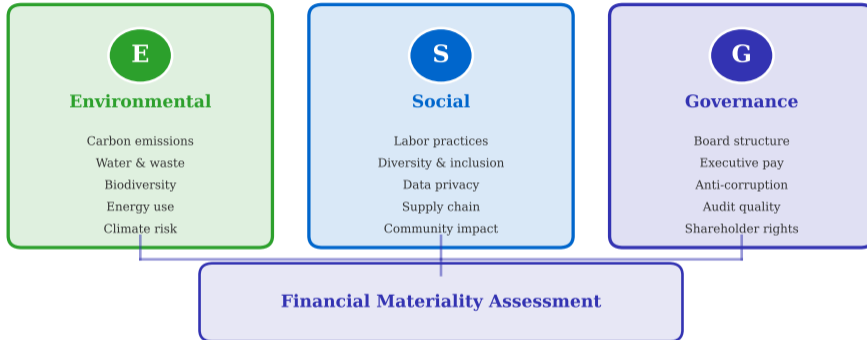 E
Environmental
Carbon emissions
Water & waste
Biodiversity
Energy use
Climate risk
S
Social
Labor practices
Diversity & inclusion
Data privacy
Supply chain
Community impact
G
Governance
Board structure
Executive pay
Anti-corruption
Audit quality
Shareholder rights
Financial Materiality Assessment